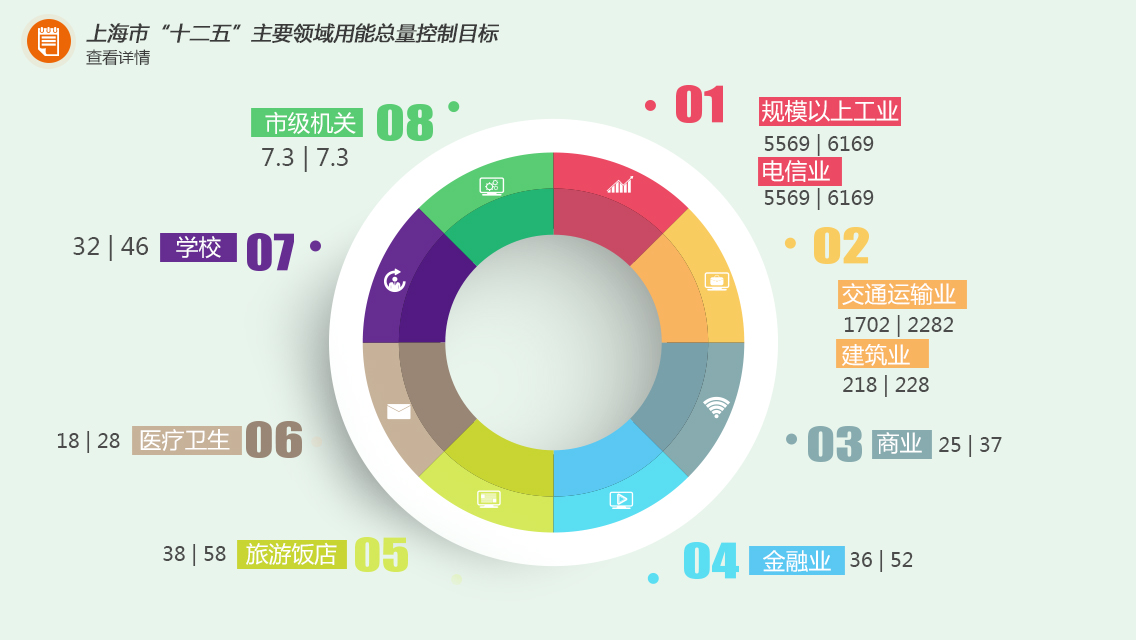 上海市“十二五”主要领域用能总量控制目标
查看详情
01
规模以上工业
5569 | 6169
电信业
5569 | 6169
02
交通运输业
1702 | 2282
建筑业
218 | 228
03 商业 25 | 37
04 金融业 36 | 52
38 | 58 旅游饭店 05
18 | 28 医疗卫生 06
32 | 46 学校 07
市级机关 08
7.3 | 7.3